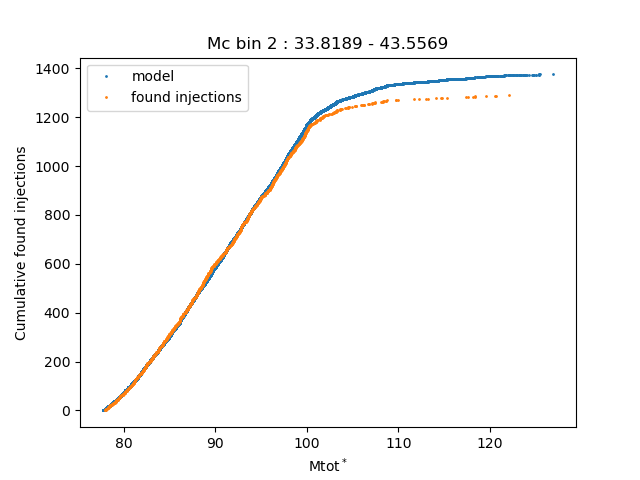 Mc bin 2 : 33.8189 - 43.5569
model
found injections
Cumulative found injections
1400
1200
1000
800
600
400
200
0
80 90 100 110 120
Mtot*